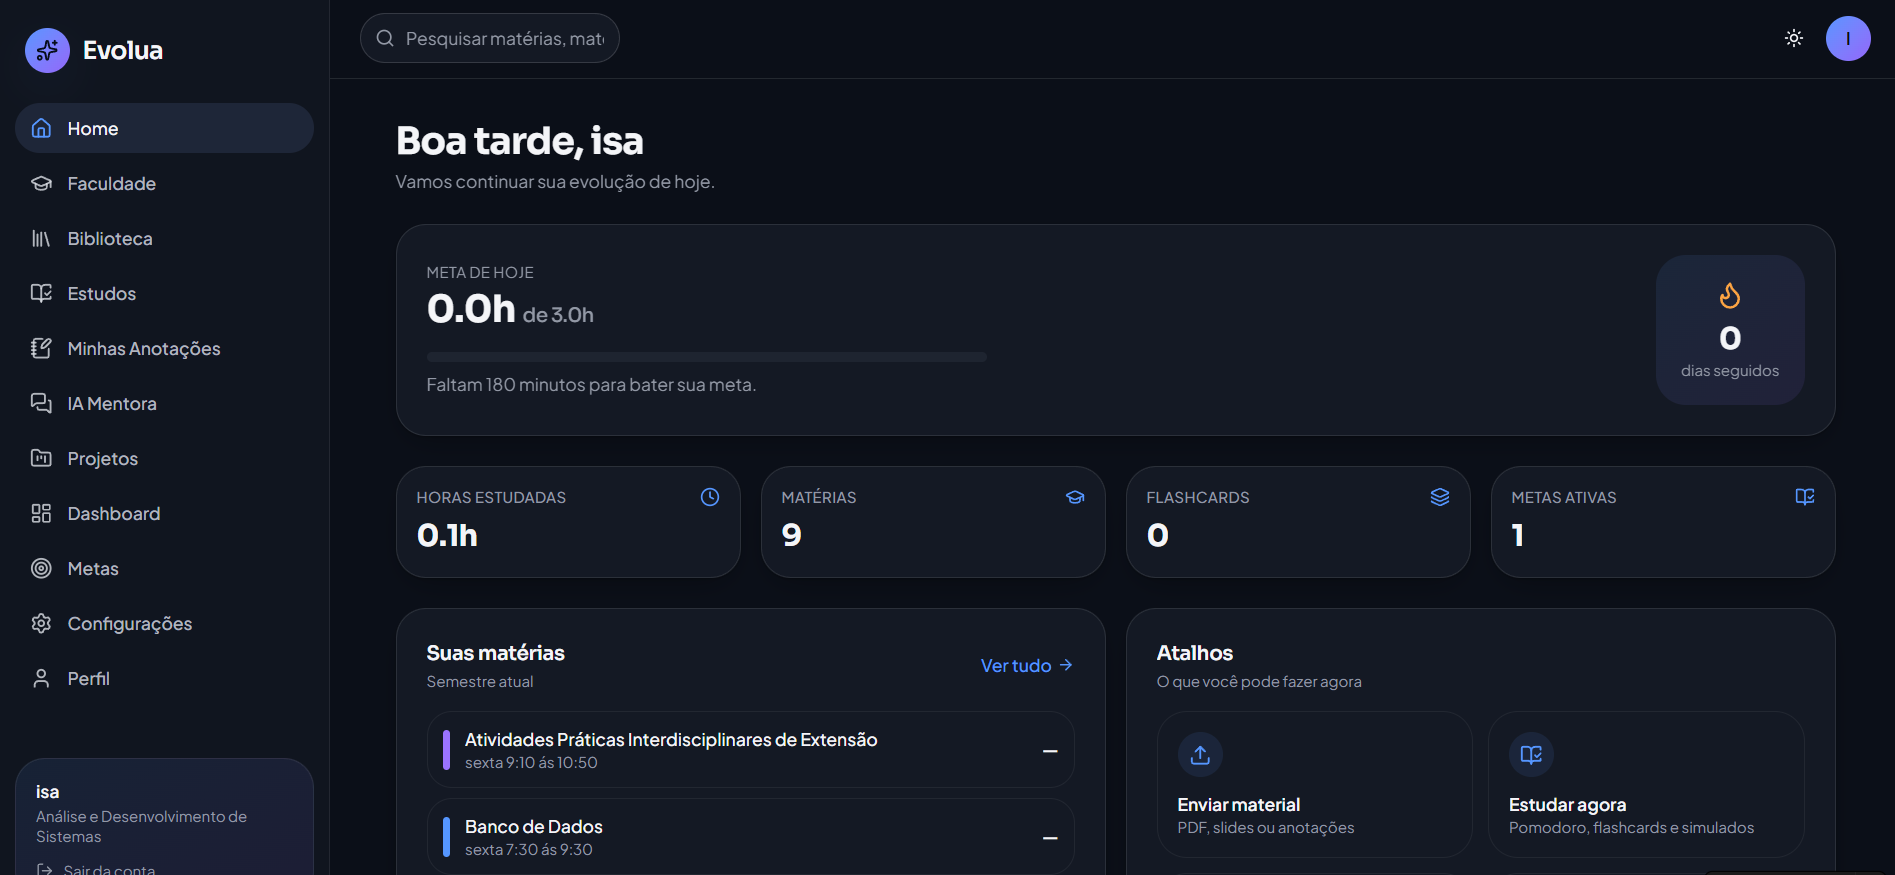 Evolua
Home
Faculdade
Biblioteca
Estudos
Minhas Anotações
IA Mentora
Projetos
Dashboard
Metas
Configurações
Perfil
isa
Análise e Desenvolvimento de
Sistemas
Sair da conta
Pesquisar matérias, mat
I
Boa tarde, isa
Vamos continuar sua evolução de hoje.
META DE HOJE
0.0h de 3.0h
Faltam 180 minutos para bater sua meta.
0
dias seguidos
HORAS ESTUDADAS
0.1h
MATÉRIAS
9
FLASHCARDS
0
METAS ATIVAS
1
Suas matérias
Semestre atual
Ver tudo →
Atividades Práticas Interdisciplinares de Extensão
sexta 9:10 ás 10:50
—
Banco de Dados
sexta 7:30 ás 9:30
—
Atalhos
O que você pode fazer agora
Enviar material
PDF, slides ou anotações
Estudar agora
Pomodoro, flashcards e simulados